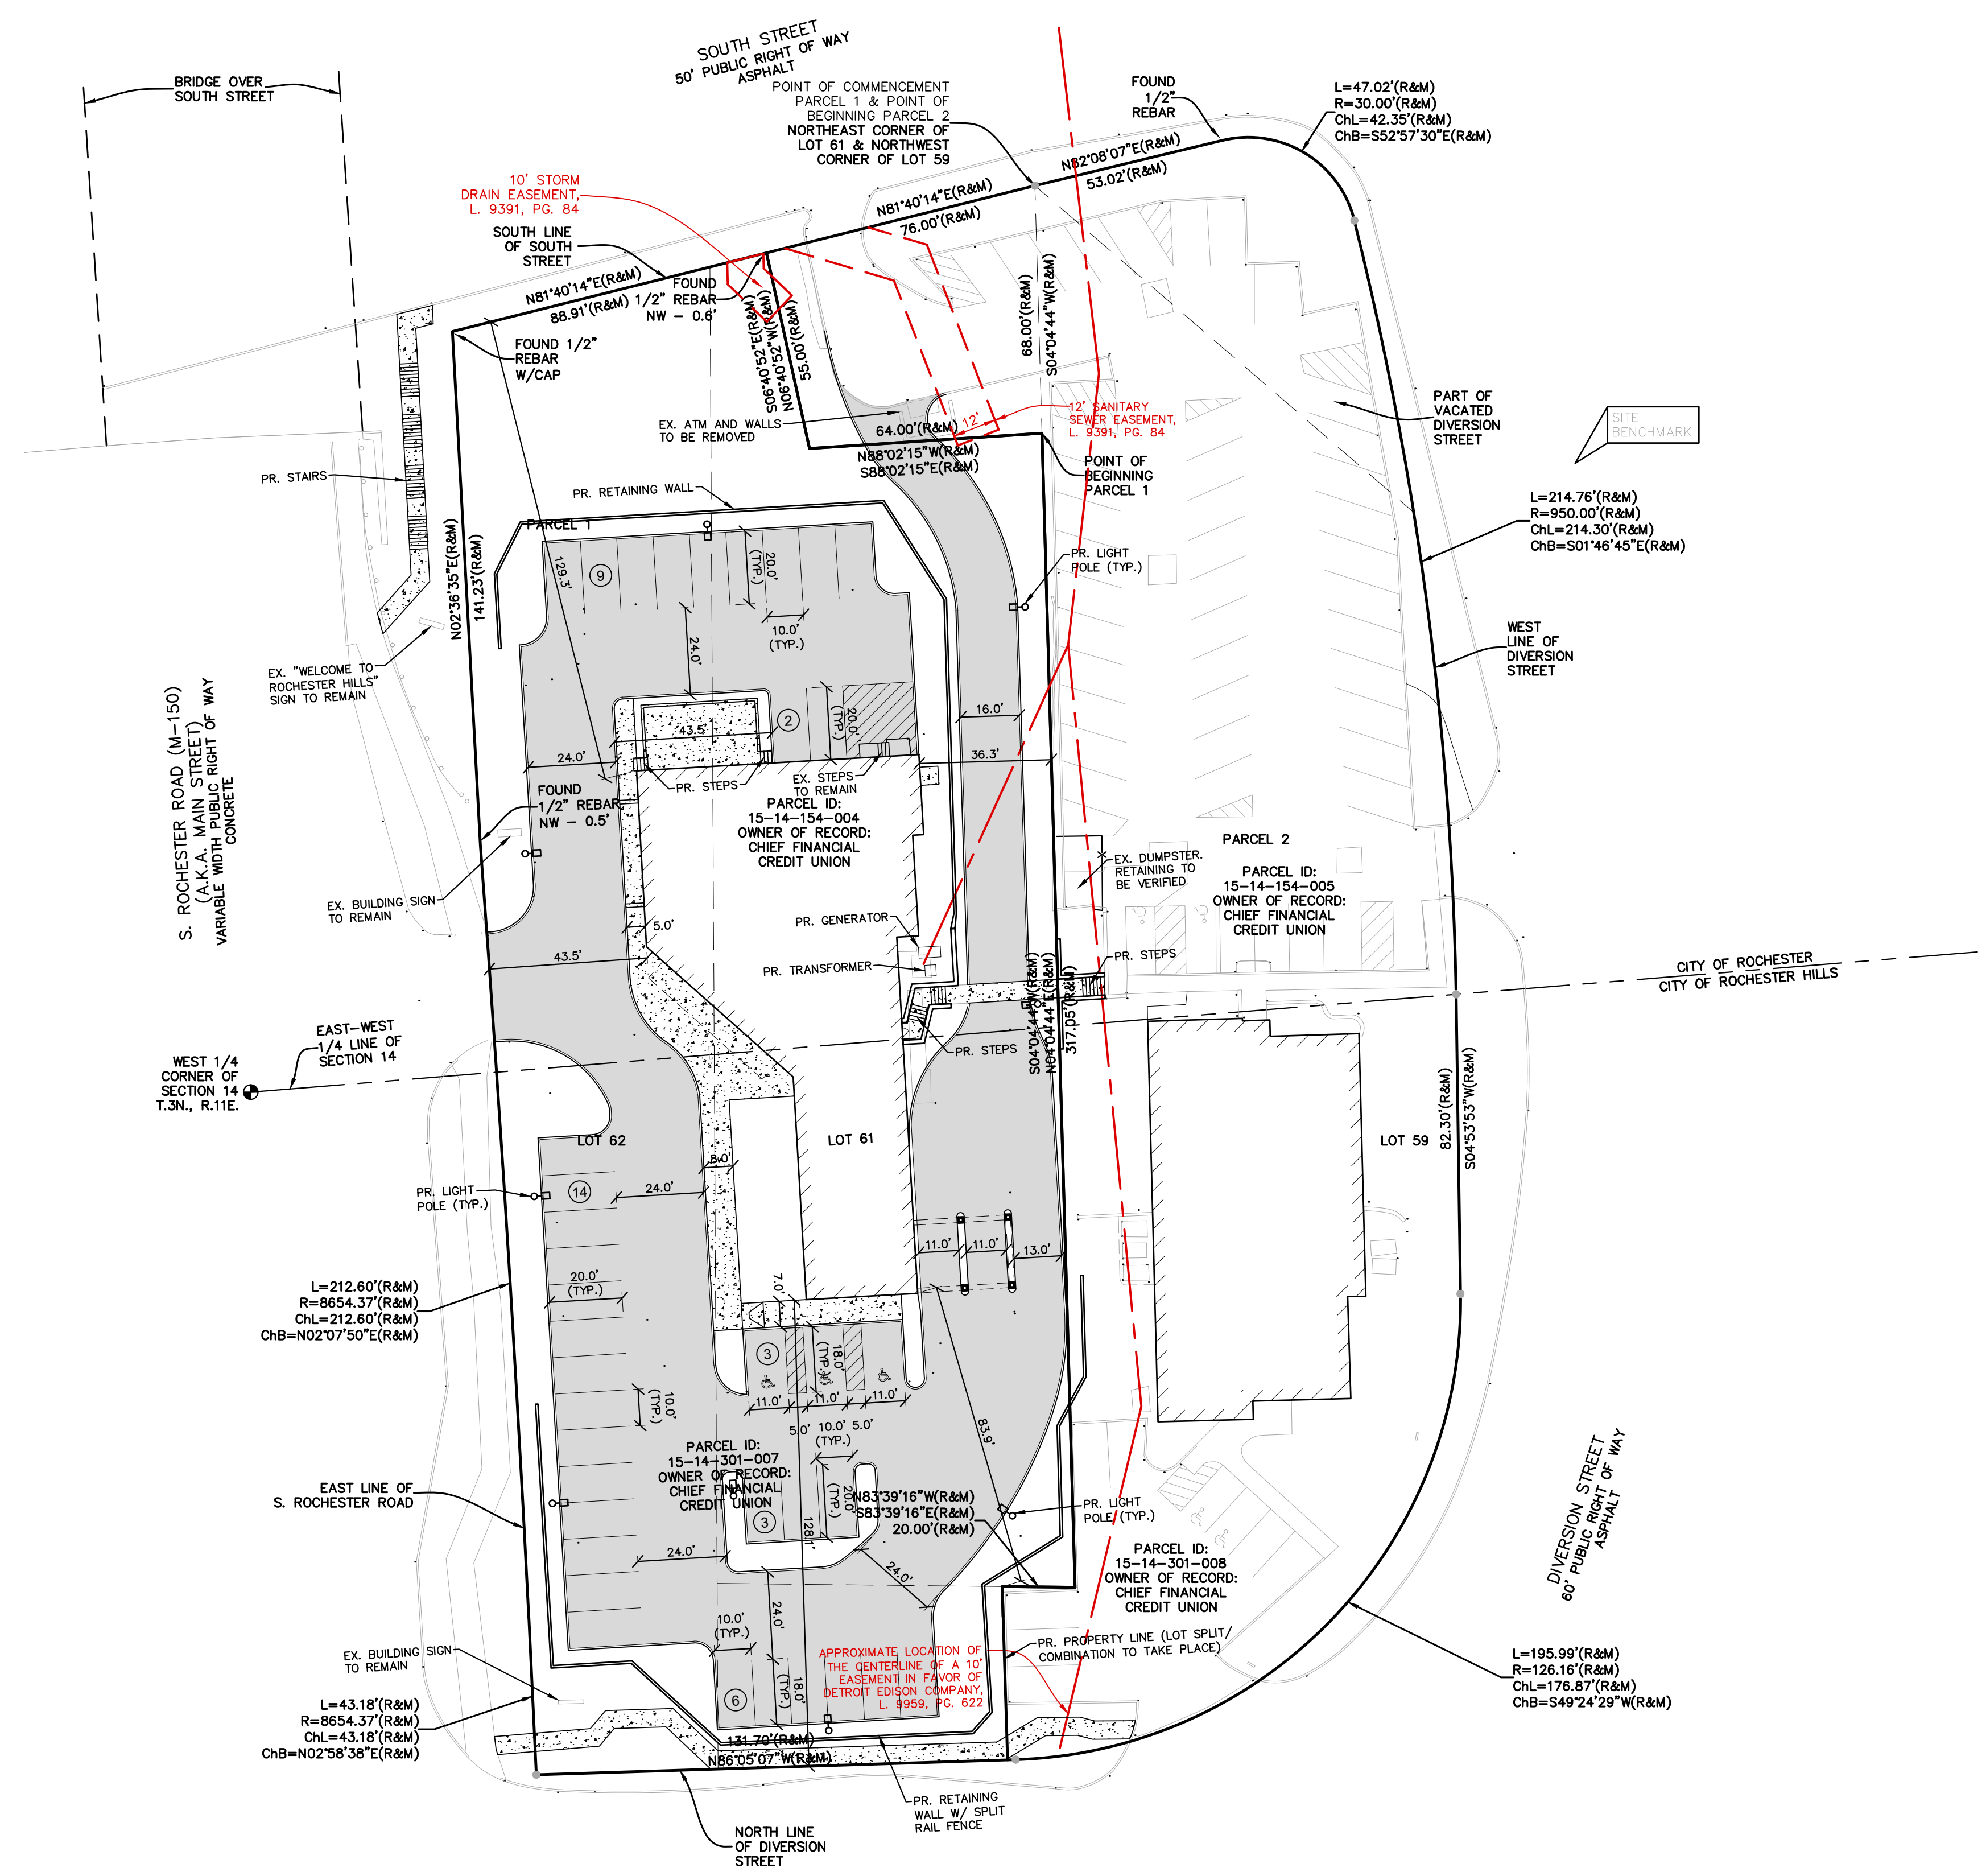 SOUTH STREET
50' PUBLIC RIGHT OF WAY
ASPHALT
BRIDGE OVER
SOUTH STREET
POINT OF COMMENCEMENT
PARCEL 1 & POINT OF
BEGINNING PARCEL 2
NORTHEAST CORNER OF
LOT 61 & NORTHWEST
CORNER OF LOT 59
FOUND
1/2"
REBAR
L=47.02'(R&M)
R=30.00'(R&M)
ChL=42.35'(R&M)
ChB=S52°57'30"E(R&M)
N82°08'07"E(R&M)
53.02'(R&M)
N81°40'14"E(R&M)
76.00'(R&M)
10' STORM
DRAIN EASEMENT,
L. 9391, PG. 84
SOUTH LINE
OF SOUTH
STREET
N81°40'14"E(R&M)
88.91'(R&M)
FOUND
1/2" REBAR
NW - 0.6'
S06°40'52"E(R&M)
N06°40'52"W(R&M)
55.00'(R&M)
68.00'(R&M)
S04°04'44"W(R&M)
FOUND 1/2"
REBAR
W/CAP
EX. ATM AND WALLS
TO BE REMOVED
64.00'(R&M)
N88°02'15"W(R&M)
S88°02'15"E(R&M)
12'
12' SANITARY
SEWER EASEMENT,
L. 9391, PG. 84
POINT OF
BEGINNING
PARCEL 1
PART OF
VACATED
DIVERSION
STREET
SITE
BENCHMARK
L=214.76'(R&M)
R=950.00'(R&M)
ChL=214.30'(R&M)
ChB=S01°46'45"E(R&M)
WEST
LINE OF
DIVERSION
STREET
PR. STAIRS
PR. RETAINING WALL
PARCEL 1
N02°36'35"E(R&M)
141.23'(R&M)
129.3'
9
20.0'
(TYP.)
10.0'
(TYP.)
24.0'
PR. LIGHT
POLE (TYP.)
EX. "WELCOME TO
ROCHESTER HILLS"
SIGN TO REMAIN
S. ROCHESTER ROAD (M-150)
(A.K.A. MAIN STREET)
VARIABLE WIDTH PUBLIC RIGHT OF WAY
CONCRETE
2
20.0'
(TYP.)
43.5'
16.0'
24.0'
36.3'
PR. STEPS
EX. STEPS
TO REMAIN
FOUND
1/2" REBAR
NW - 0.5'
PARCEL ID:
15-14-154-004
OWNER OF RECORD:
CHIEF FINANCIAL
CREDIT UNION
PARCEL 2
PARCEL ID:
15-14-154-005
OWNER OF RECORD:
CHIEF FINANCIAL
CREDIT UNION
EX. DUMPSTER.
RETAINING TO
BE VERIFIED
EX. BUILDING SIGN
TO REMAIN
5.0'
43.5'
PR. GENERATOR
PR. TRANSFORMER
PR. STEPS
PR. STEPS
S04°04'44"W(R&M)
N04°04'44"E(R&M)
317.05'(R&M)
CITY OF ROCHESTER
CITY OF ROCHESTER HILLS
EAST-WEST
1/4 LINE OF
SECTION 14
WEST 1/4
CORNER OF
SECTION 14
T.3N., R.11E.
LOT 62
LOT 61
LOT 59
82.30'(R&M)
S04°53'53"W(R&M)
8.0'
14
24.0'
PR. LIGHT
POLE (TYP.)
11.0'
11.0'
13.0'
20.0'
(TYP.)
7.0'
L=212.60'(R&M)
R=8654.37'(R&M)
ChL=212.60'(R&M)
ChB=N02°07'50"E(R&M)
3
18.0'
(TYP.)
10.0'
(TYP.)
11.0'
11.0'
11.0'
5.0'
10.0'
(TYP.)
5.0'
83.9'
PARCEL ID:
15-14-301-007
OWNER OF RECORD:
CHIEF FINANCIAL
CREDIT UNION
20.0'
(TYP.)
3
128.1'
N83°39'16"W(R&M)
S83°39'16"E(R&M)
20.00'(R&M)
PR. LIGHT
POLE (TYP.)
EAST LINE OF
S. ROCHESTER ROAD
24.0'
24.0'
24.0'
PARCEL ID:
15-14-301-008
OWNER OF RECORD:
CHIEF FINANCIAL
CREDIT UNION
DIVERSION STREET
60' PUBLIC RIGHT OF WAY
ASPHALT
10.0'
(TYP.)
EX. BUILDING SIGN
TO REMAIN
PR. PROPERTY LINE (LOT SPLIT/
COMBINATION TO TAKE PLACE)
APPROXIMATE LOCATION OF
THE CENTERLINE OF A 10'
EASEMENT IN FAVOR OF
DETROIT EDISON COMPANY,
L. 9959, PG. 622
18.0'
(TYP.)
6
L=43.18'(R&M)
R=8654.37'(R&M)
ChL=43.18'(R&M)
ChB=N02°58'38"E(R&M)
L=195.99'(R&M)
R=126.16'(R&M)
ChL=176.87'(R&M)
ChB=S49°24'29"W(R&M)
131.70'(R&M)
N86°05'07"W(R&M)
PR. RETAINING
WALL W/ SPLIT
RAIL FENCE
NORTH LINE
OF DIVERSION
STREET